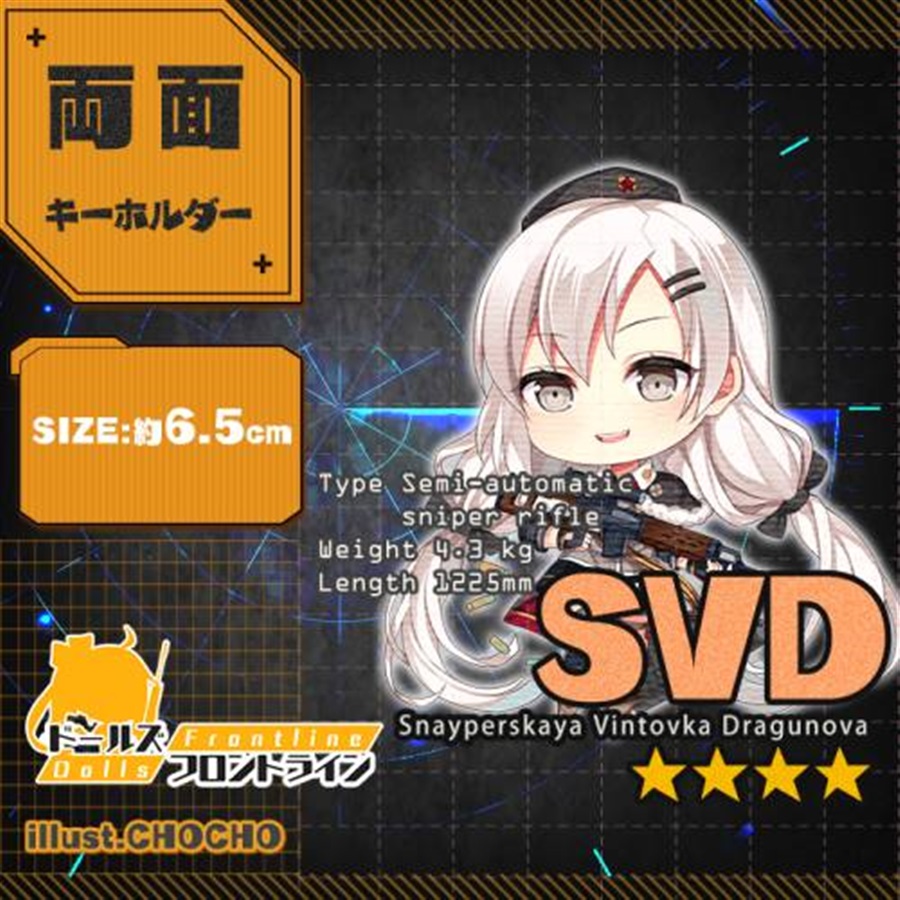 両面
キーホルダー
SIZE:約6.5cm
Type Semi-automatic
sniper rifle
Weight 4.3 kg
Length 1225mm
SVD
Snayperskaya Vintovka Dragunova
ドールズ Frontline
Dolls フロントライン
illust.CHOCHO